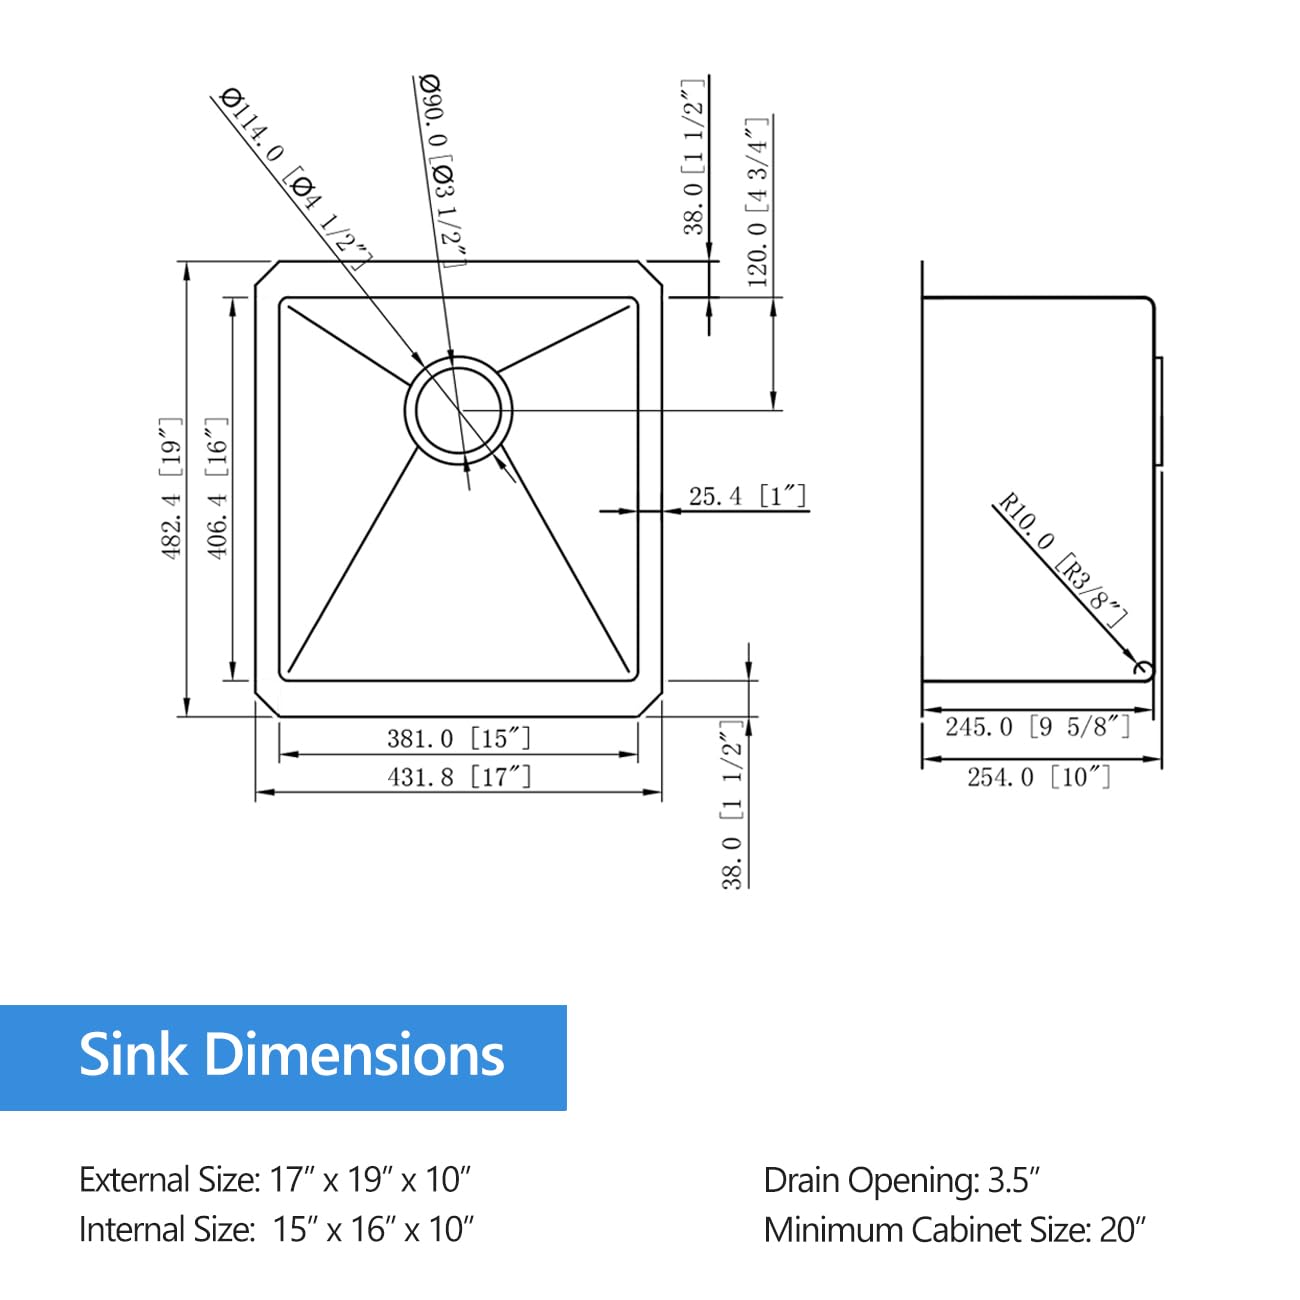 Ø114.0 [Ø4 1/2"]
Ø90.0 [Ø3 1/2"]
38.0 [1 1/2"]
120.0 [4 3/4"]
482.4 [19"]
406.4 [16"]
25.4 [1"]
R10.0 [R3/8"]
381.0 [15"]
431.8 [17"]
38.0 [1 1/2"]
245.0 [9 5/8"]
254.0 [10"]
Sink Dimensions
External Size: 17" x 19" x 10"
Internal Size: 15" x 16" x 10"
Drain Opening: 3.5"
Minimum Cabinet Size: 20"